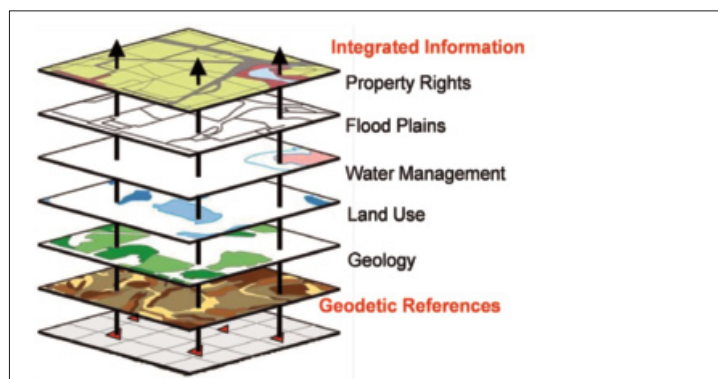 Integrated Information
Property Rights
Flood Plains
Water Management
Land Use
Geology
Geodetic References